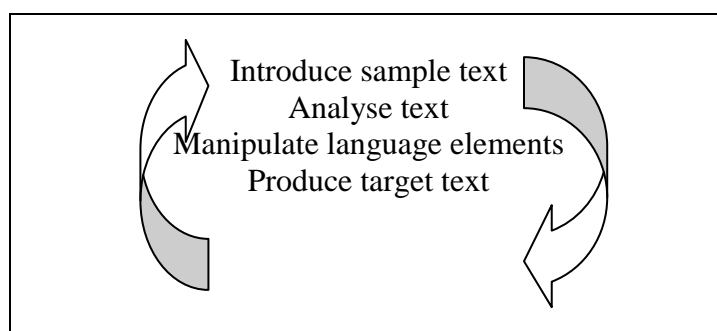 Introduce sample text
Analyse text
Manipulate language elements
Produce target text